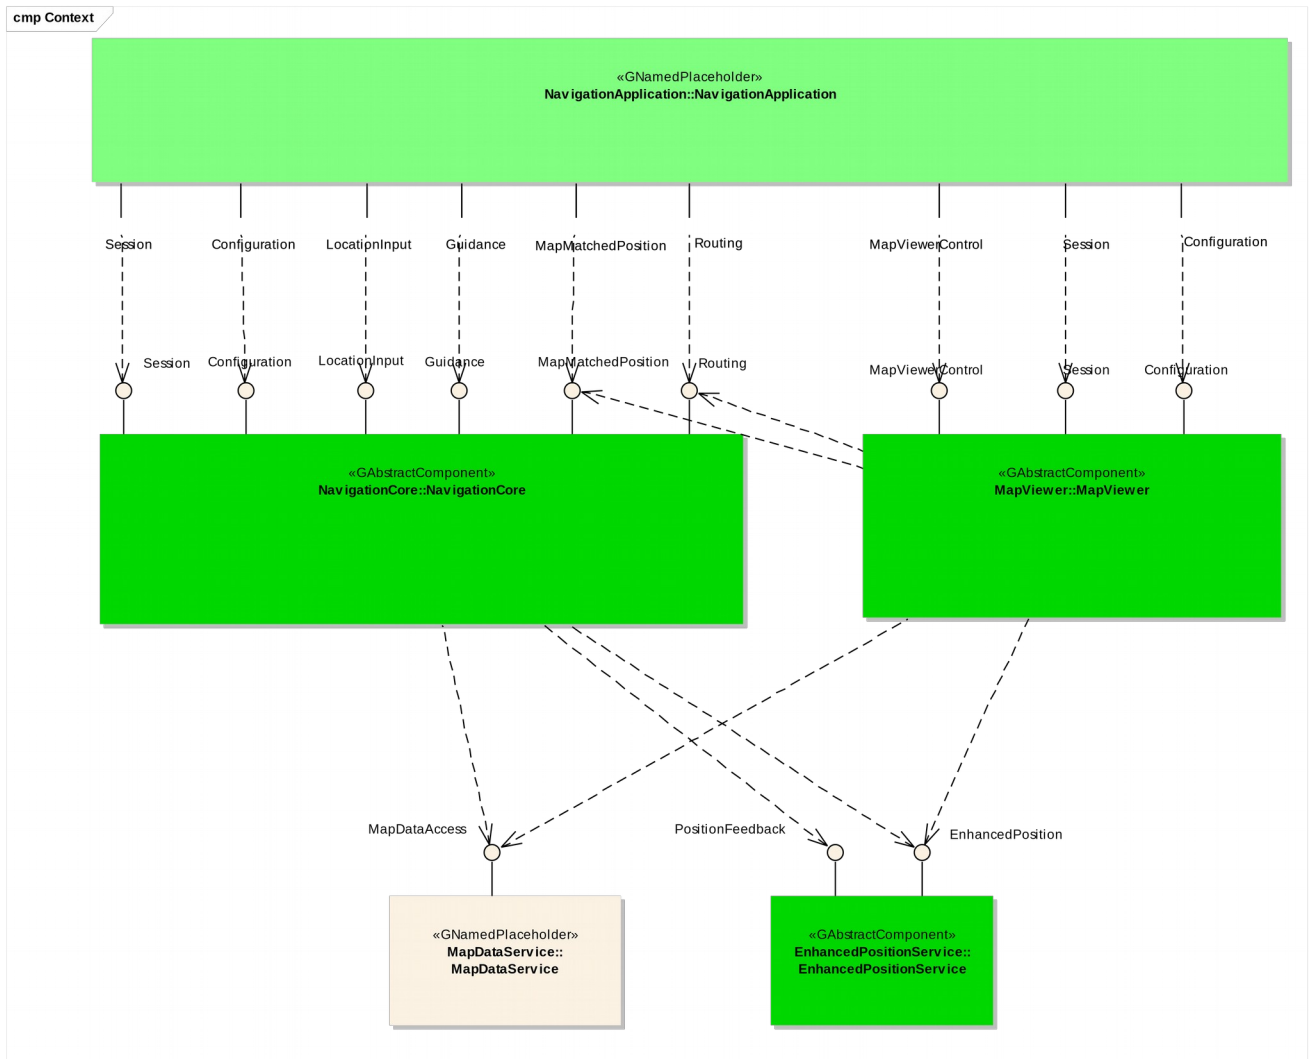 cmp Context
«GNamedPlaceholder»
NavigationApplication::NavigationApplication
Session
Configuration
LocationInput
Guidance
MapMatchedPosition
Routing
MapViewerControl
Session
Configuration
Session
Configuration
LocationInput
Guidance
MapMatchedPosition
Routing
MapViewerControl
Session
Configuration
«GAbstractComponent»
NavigationCore::NavigationCore
«GAbstractComponent»
MapViewer::MapViewer
MapDataAccess
PositionFeedback
EnhancedPosition
«GNamedPlaceholder»
MapDataService::
MapDataService
«GAbstractComponent»
EnhancedPositionService::
EnhancedPositionService